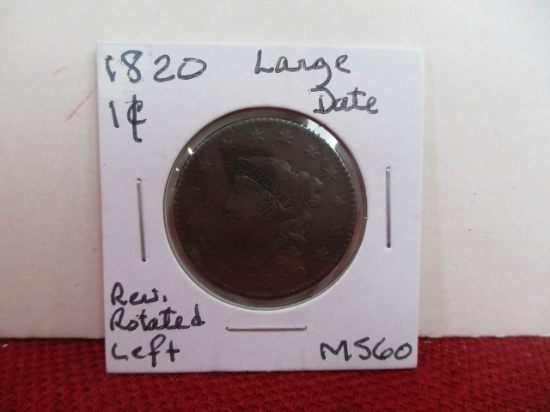 1820 Large
1¢ Date
Rev.
Rotated
Left MS60